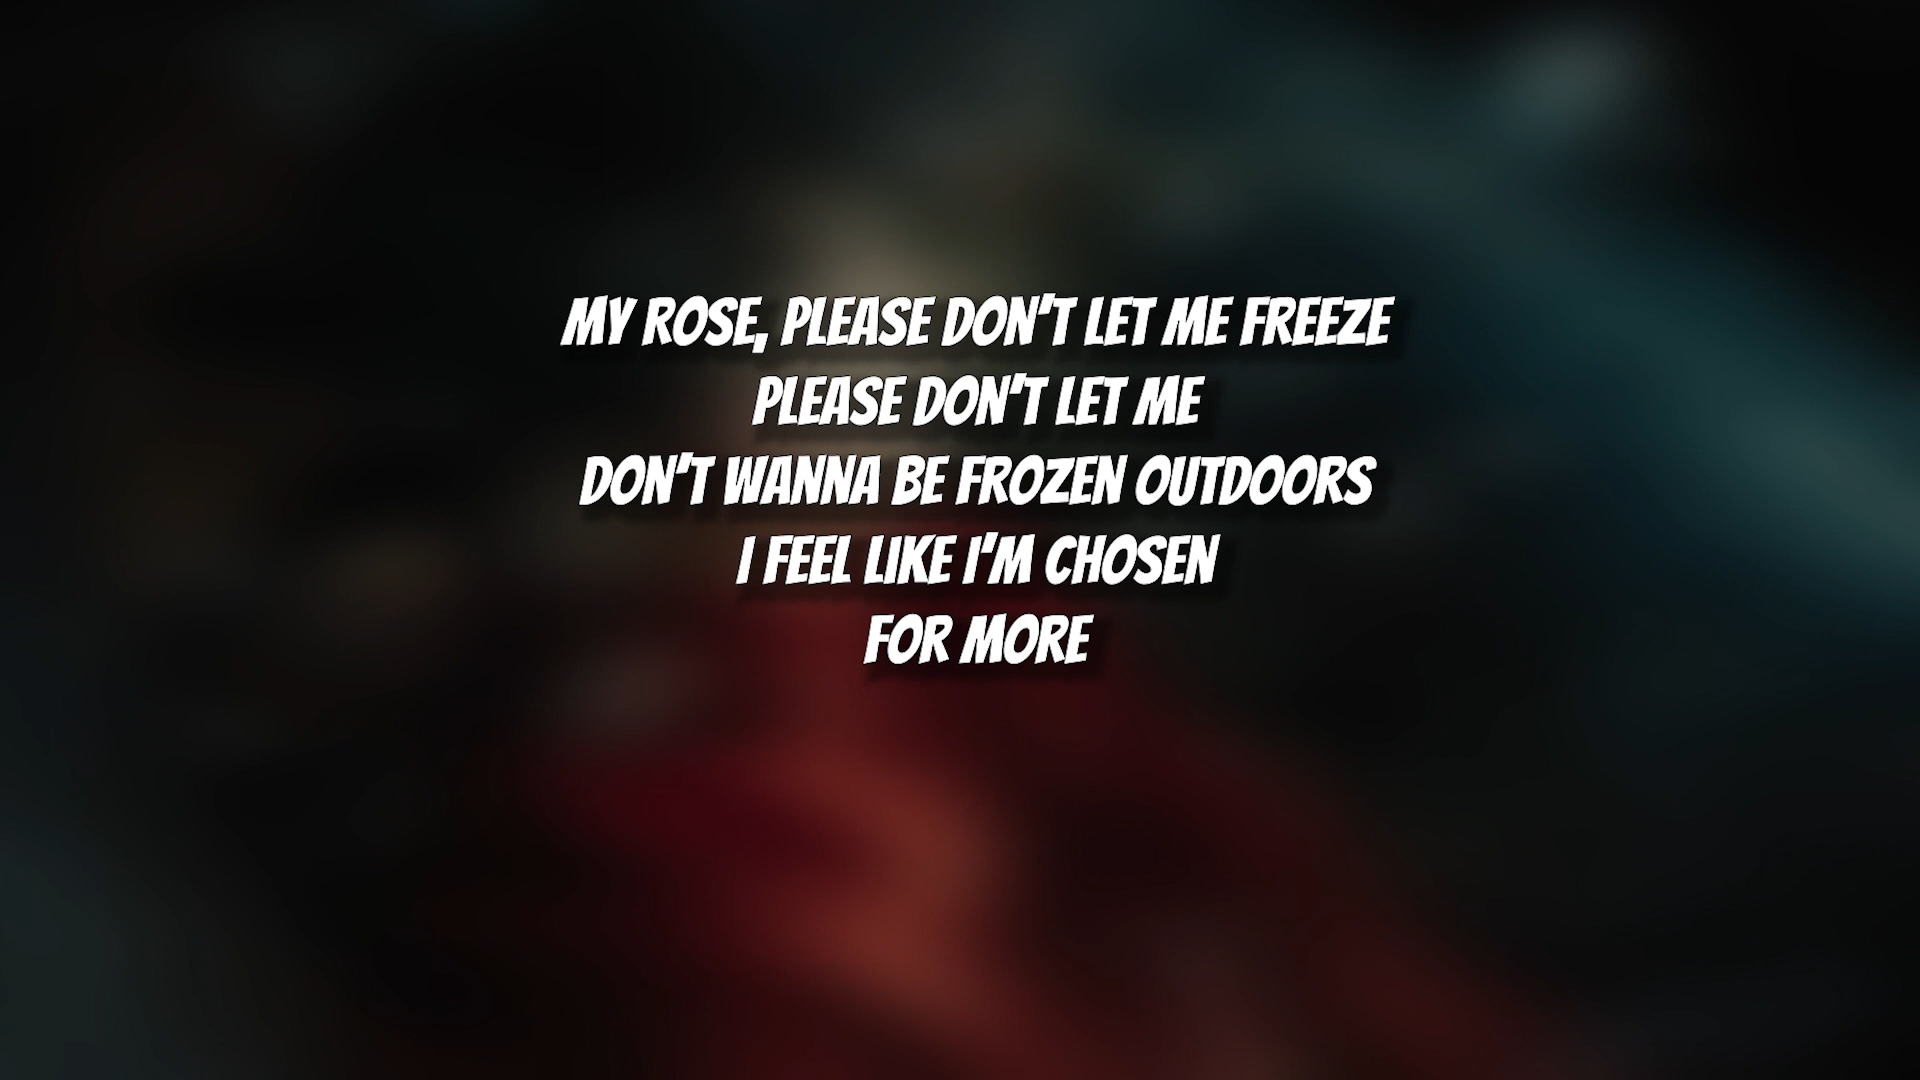 MY ROSE, PLEASE DON'T LET ME FREEZE
PLEASE DON'T LET ME
DON'T WANNA BE FROZEN OUTDOORS
I FEEL LIKE I'M CHOSEN
FOR MORE